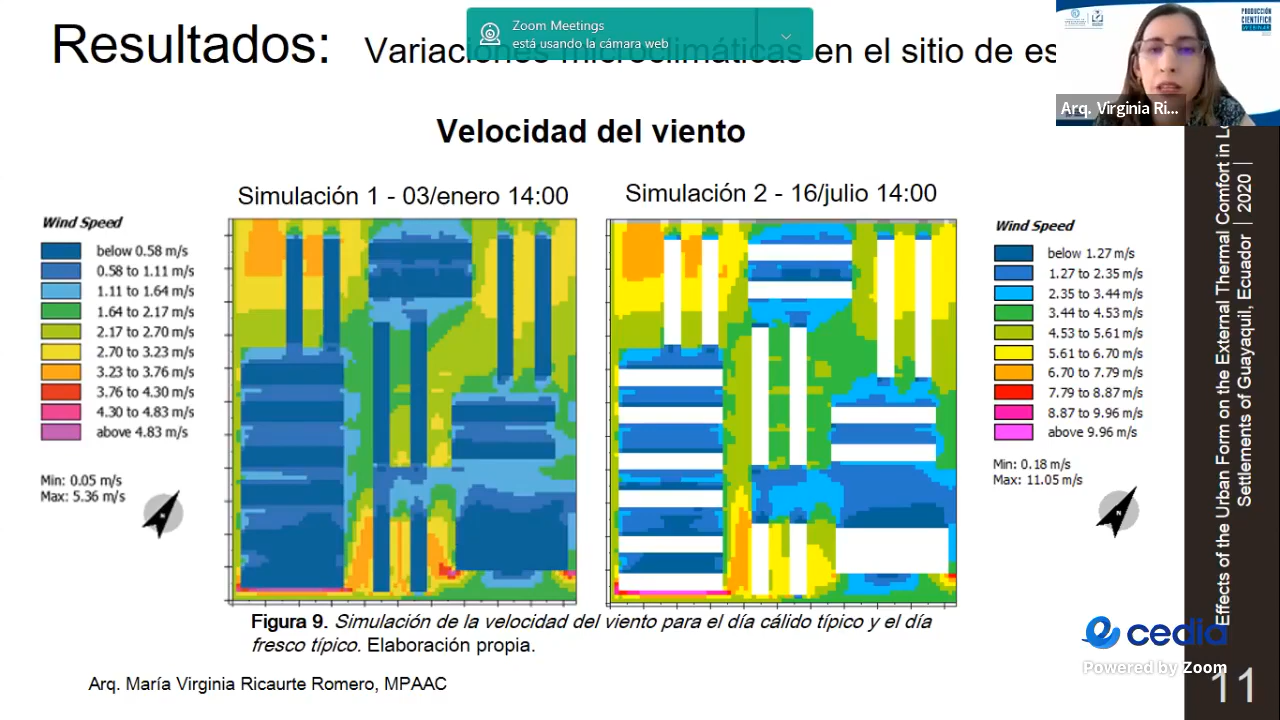 Resultados: Variaciones microclimáticas en el sitio de es
Zoom Meetings
está usando la cámara web
PRODUCCIÓN
CIENTÍFICA
WEBINAR
Arq. Virginia Ri...
Velocidad del viento
Simulación 1 - 03/enero 14:00
Simulación 2 - 16/julio 14:00
Wind Speed
below 0.58 m/s
0.58 to 1.11 m/s
1.11 to 1.64 m/s
1.64 to 2.17 m/s
2.17 to 2.70 m/s
2.70 to 3.23 m/s
3.23 to 3.76 m/s
3.76 to 4.30 m/s
4.30 to 4.83 m/s
above 4.83 m/s
Min: 0.05 m/s
Max: 5.36 m/s
N
Wind Speed
below 1.27 m/s
1.27 to 2.35 m/s
2.35 to 3.44 m/s
3.44 to 4.53 m/s
4.53 to 5.61 m/s
5.61 to 6.70 m/s
6.70 to 7.79 m/s
7.79 to 8.87 m/s
8.87 to 9.96 m/s
above 9.96 m/s
Min: 0.18 m/s
Max: 11.05 m/s
N
Figura 9. Simulación de la velocidad del viento para el día cálido típico y el día
fresco típico. Elaboración propia.
Arq. María Virginia Ricaurte Romero, MPAAC
Effects of the Urban Form on the External Thermal Comfort in
Settlements of Guayaquil, Ecuador | 2020 |
cedia
Powered by Zoom
11